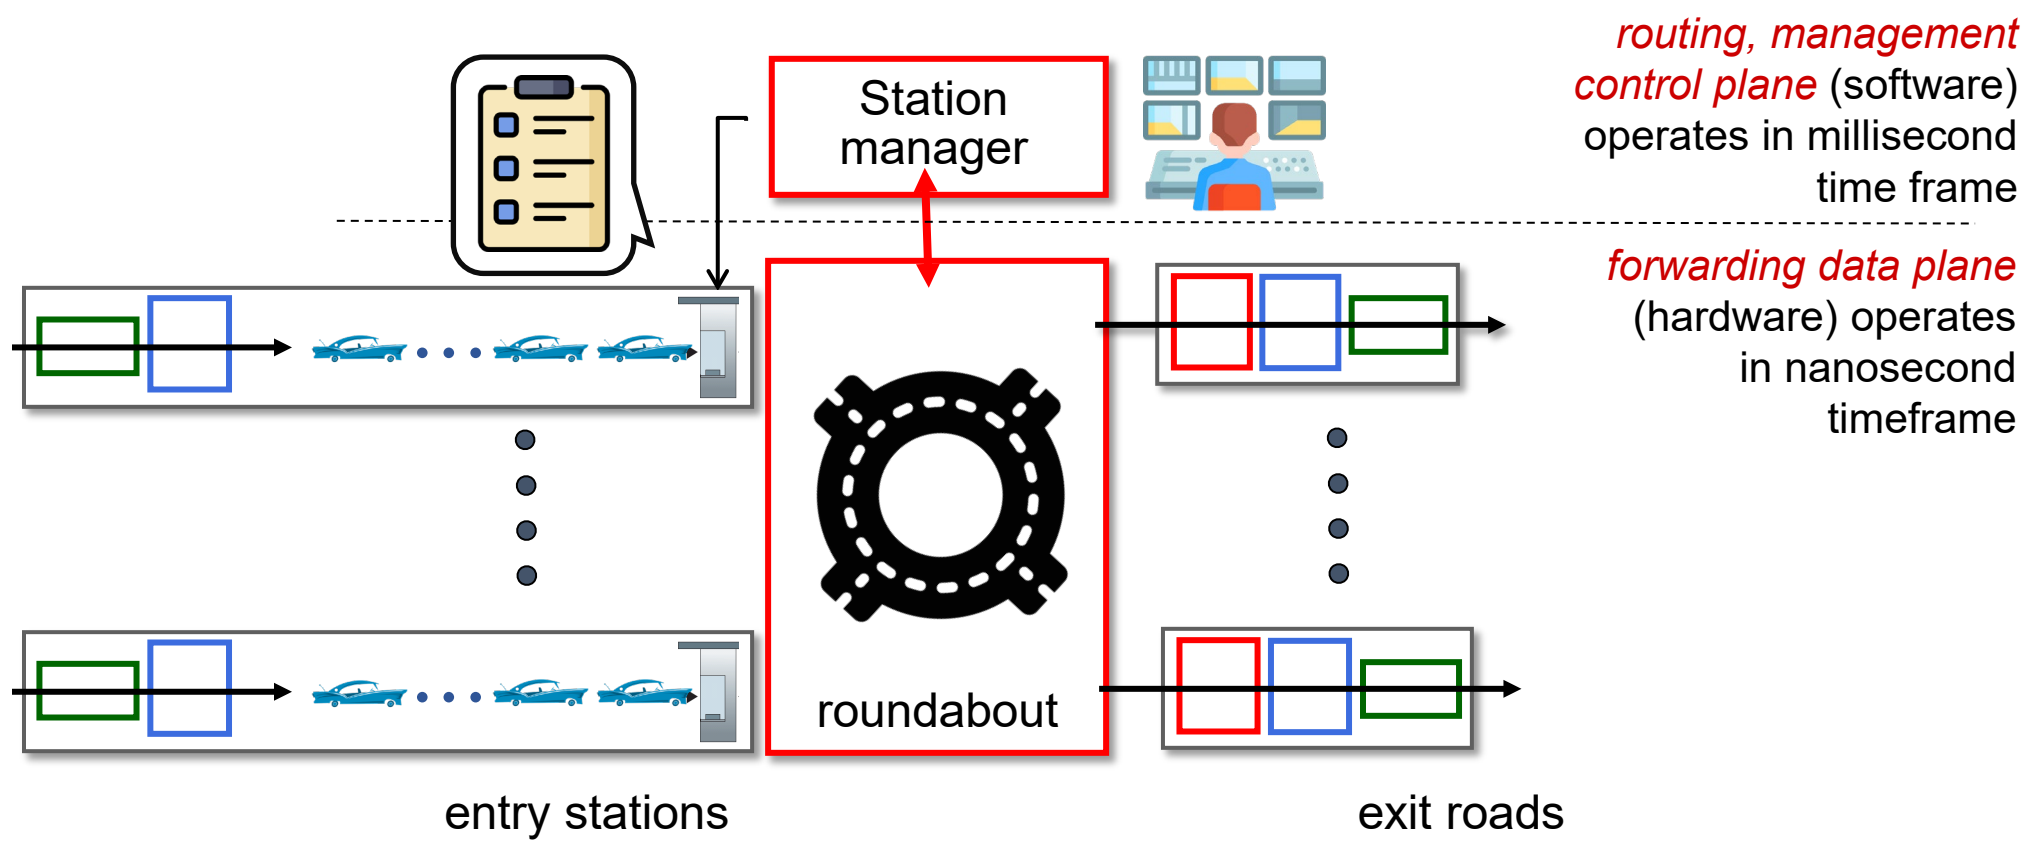 routing, management
control plane (software)
operates in millisecond
time frame
Station
manager
forwarding data plane
(hardware) operates
in nanosecond
timeframe
roundabout
entry stations
exit roads